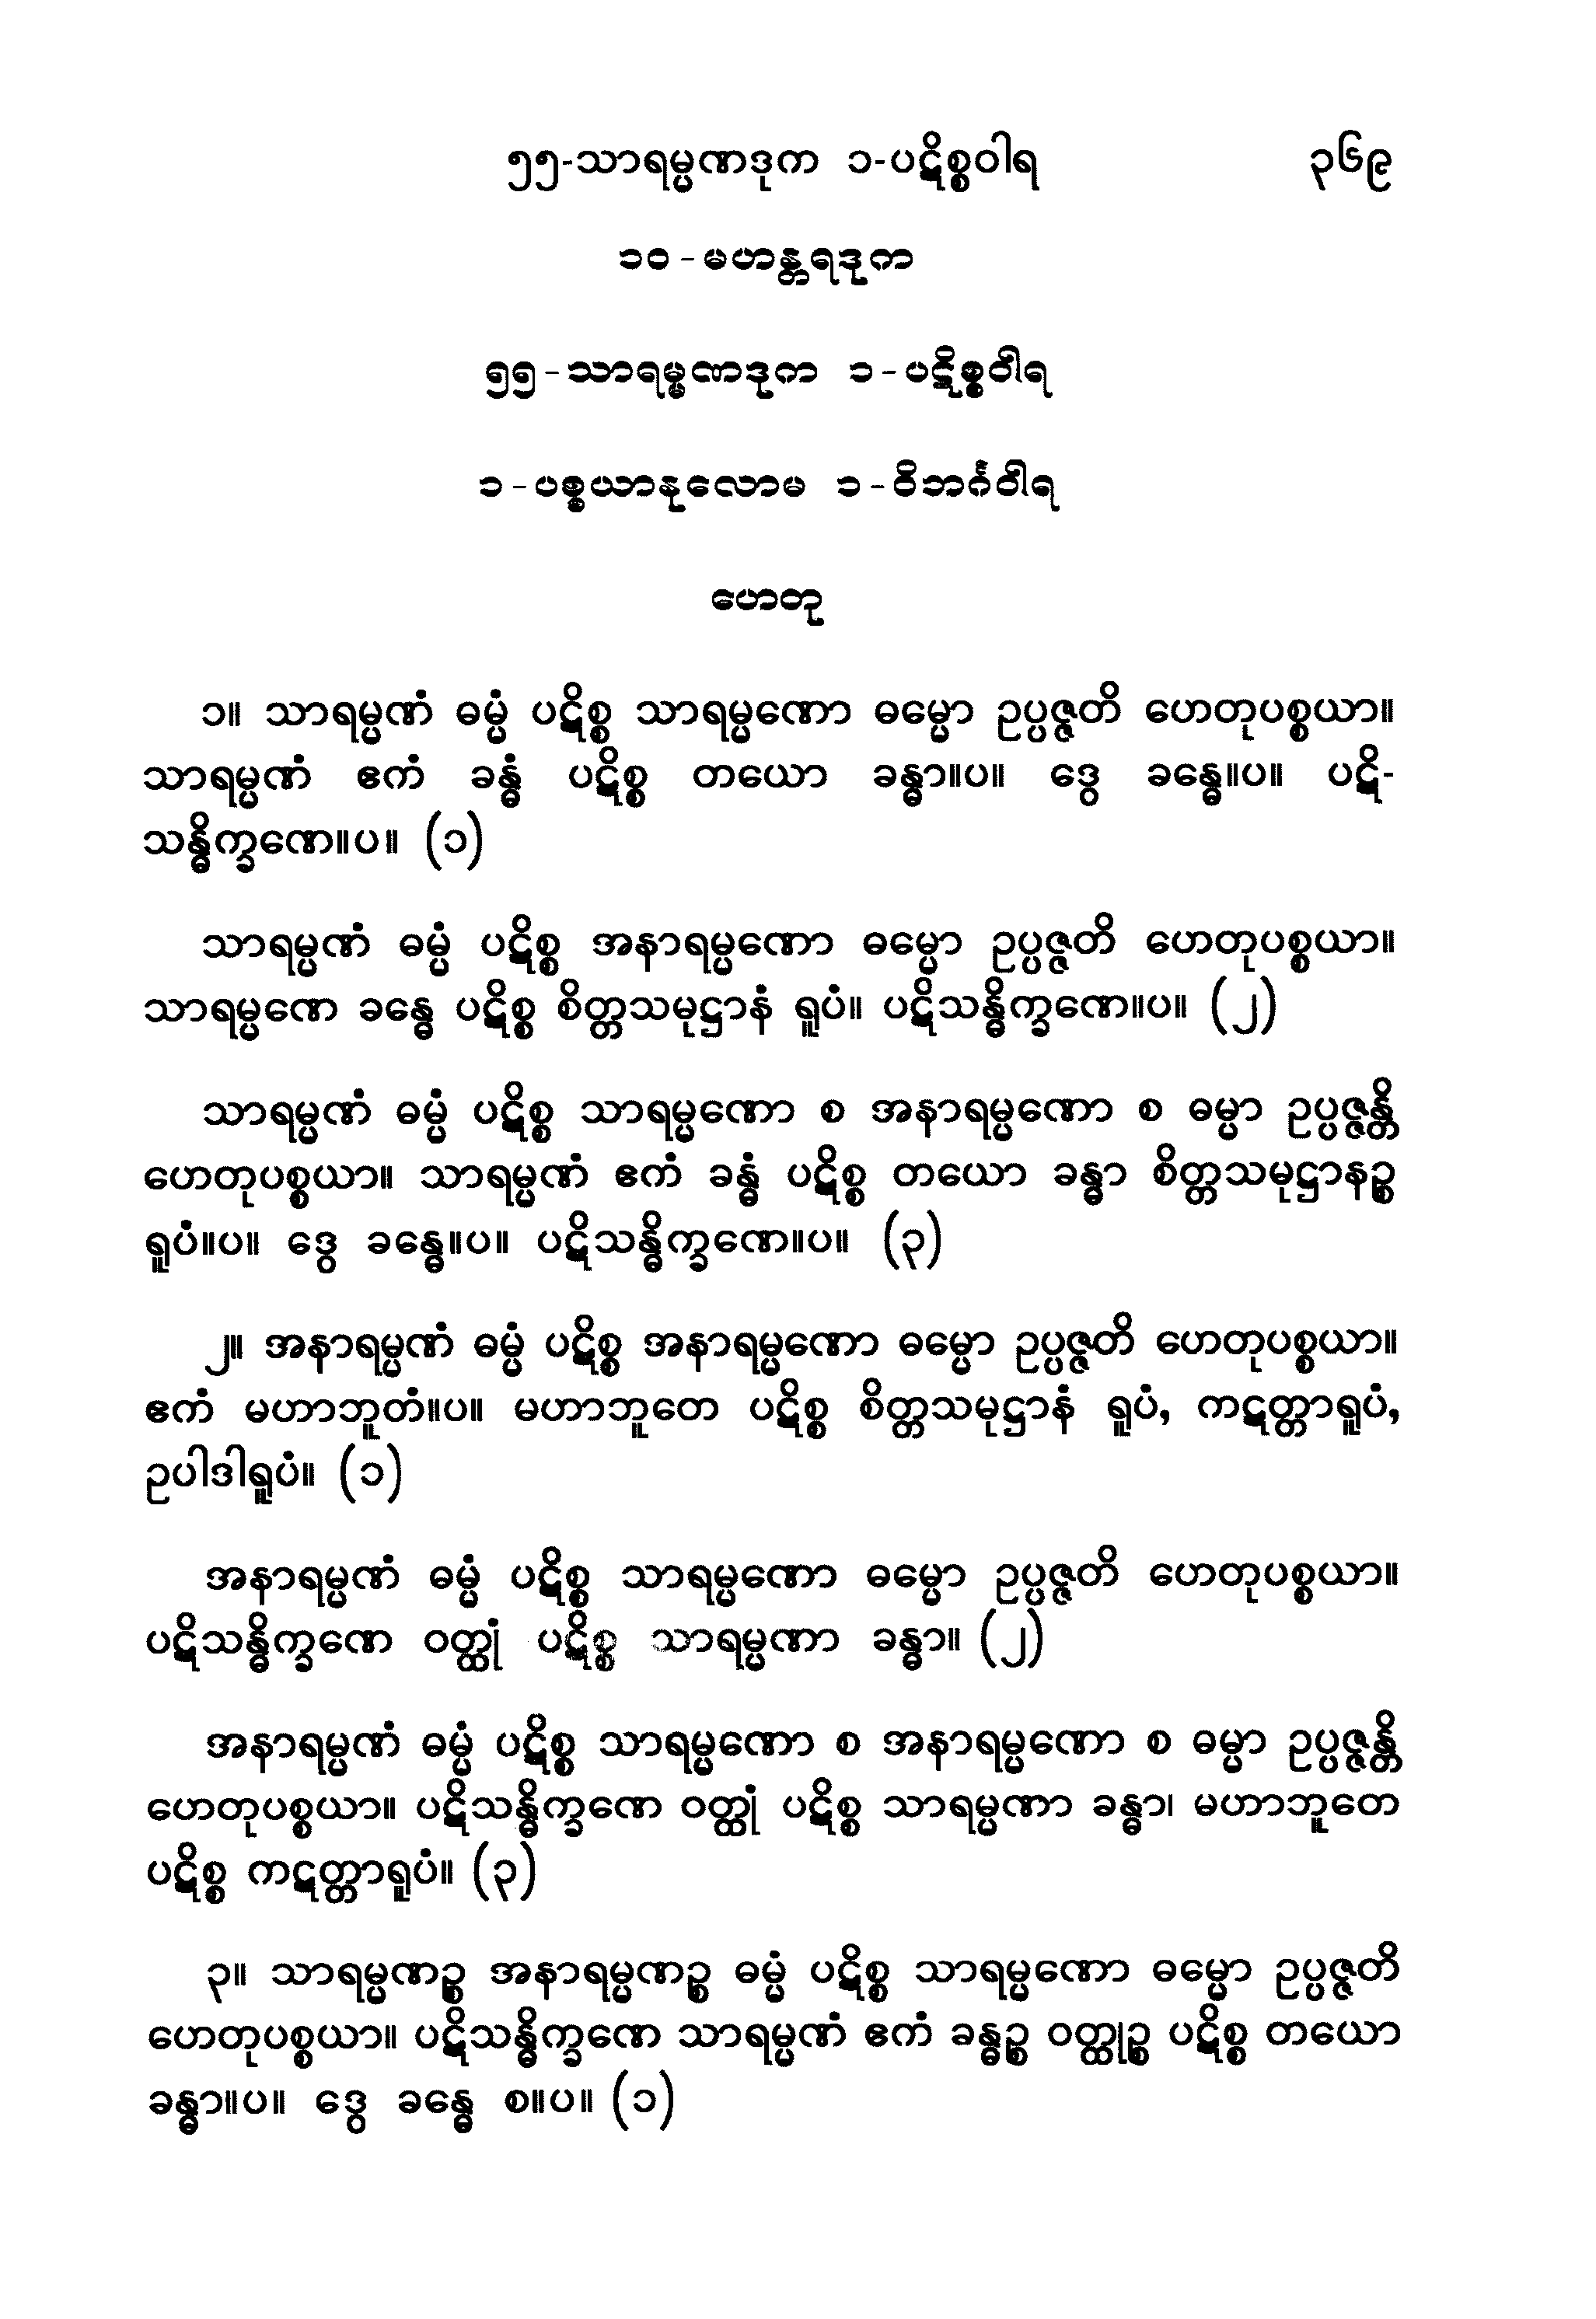 ၅၅-သာရမ္မဏဒုက ၁-ပဋိစ္စဝါရ ၃၆၉
၁၀-မဟန္တရဒုက
၅၅-သာရမ္မဏဒုက ၁-ပဋိစ္စဝါရ
၁-ပစ္စယာနုလောမ ၁-ဝိဘင်္ဂဝါရ
ဟေတု
၁။ သာရမ္မဏံ ဓမ္မံ ပဋိစ္စ သာရမ္မဏော ဓမ္မော ဥပ္ပဇ္ဇတိ ဟေတုပစ္စယာ။
သာရမ္မဏံ ဧကံ ခန္ဓံ ပဋိစ္စ တယော ခန္ဓာ။ပ။ ဒွေ ခန္ဓေ။ပ။ ပဋိ-
သန္ဓိက္ခဏေ။ပ။ (၁)
သာရမ္မဏံ ဓမ္မံ ပဋိစ္စ အနာရမ္မဏော ဓမ္မော ဥပ္ပဇ္ဇတိ ဟေတုပစ္စယာ။
သာရမ္မဏေ ခန္ဓေ ပဋိစ္စ စိတ္တသမုဋ္ဌာနံ ရူပံ။ ပဋိသန္ဓိက္ခဏေ။ပ။ (၂)
သာရမ္မဏံ ဓမ္မံ ပဋိစ္စ သာရမ္မဏော စ အနာရမ္မဏော စ ဓမ္မာ ဥပ္ပဇ္ဇန္တိ
ဟေတုပစ္စယာ။ သာရမ္မဏံ ဧကံ ခန္ဓံ ပဋိစ္စ တယော ခန္ဓာ စိတ္တသမုဋ္ဌာနဉ္စ
ရူပံ။ပ။ ဒွေ ခန္ဓေ။ပ။ ပဋိသန္ဓိက္ခဏေ။ပ။ (၃)
၂။ အနာရမ္မဏံ ဓမ္မံ ပဋိစ္စ အနာရမ္မဏော ဓမ္မော ဥပ္ပဇ္ဇတိ ဟေတုပစ္စယာ။
ဧကံ မဟာဘူတံ။ပ။ မဟာဘူတေ ပဋိစ္စ စိတ္တသမုဋ္ဌာနံ ရူပံ, ကဋတ္တာရူပံ,
ဥပါဒါရူပံ။ (၁)
အနာရမ္မဏံ ဓမ္မံ ပဋိစ္စ သာရမ္မဏော ဓမ္မော ဥပ္ပဇ္ဇတိ ဟေတုပစ္စယာ။
ပဋိသန္ဓိက္ခဏေ ဝတ္ထုံ ပဋိစ္စ သာရမ္မဏာ ခန္ဓာ။ (၂)
အနာရမ္မဏံ ဓမ္မံ ပဋိစ္စ သာရမ္မဏော စ အနာရမ္မဏော စ ဓမ္မာ ဥပ္ပဇ္ဇန္တိ
ဟေတုပစ္စယာ။ ပဋိသန္ဓိက္ခဏေ ဝတ္ထုံ ပဋိစ္စ သာရမ္မဏာ ခန္ဓာ၊ မဟာဘူတေ
ပဋိစ္စ ကဋတ္တာရူပံ။ (၃)
၃။ သာရမ္မဏဉ္စ အနာရမ္မဏဉ္စ ဓမ္မံ ပဋိစ္စ သာရမ္မဏော ဓမ္မော ဥပ္ပဇ္ဇတိ
ဟေတုပစ္စယာ။ ပဋိသန္ဓိက္ခဏေ သာရမ္မဏံ ဧကံ ခန္ဓဉ္စ ဝတ္ထုဉ္စ ပဋိစ္စ တယော
ခန္ဓာ။ပ။ ဒွေ ခန္ဓေ စ။ပ။ (၁)